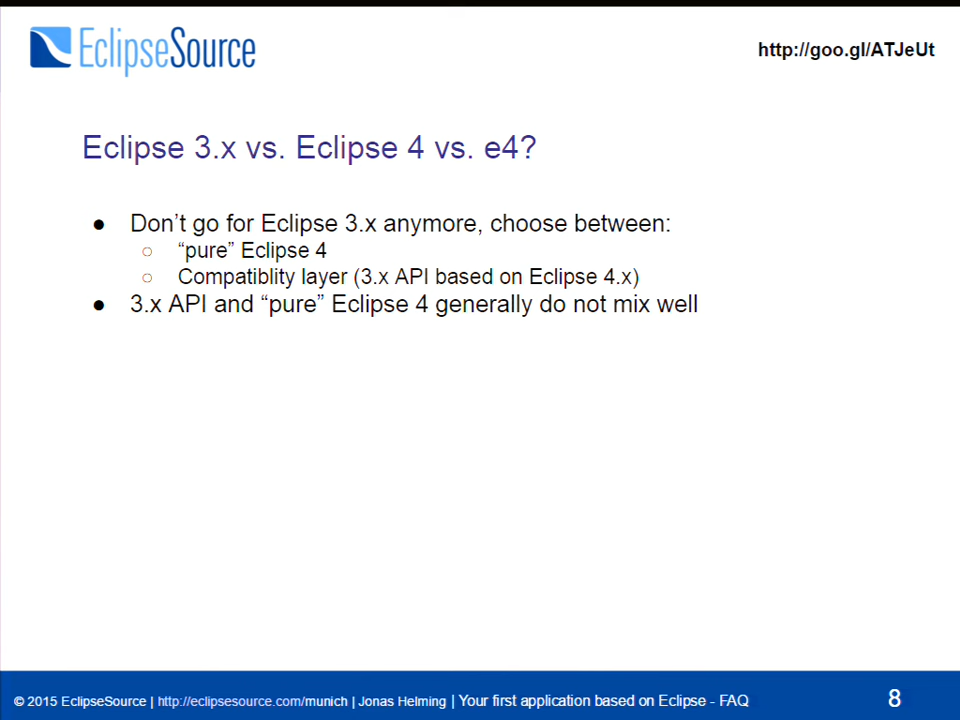 EclipseSource
http://goo.gl/ATJeUt
Eclipse 3.x vs. Eclipse 4 vs. e4?
● Don’t go for Eclipse 3.x anymore, choose between:
○ “pure” Eclipse 4
○ Compatiblity layer (3.x API based on Eclipse 4.x)
● 3.x API and “pure” Eclipse 4 generally do not mix well
© 2015 EclipseSource | http://eclipsesource.com/munich | Jonas Helming | Your first application based on Eclipse - FAQ
8